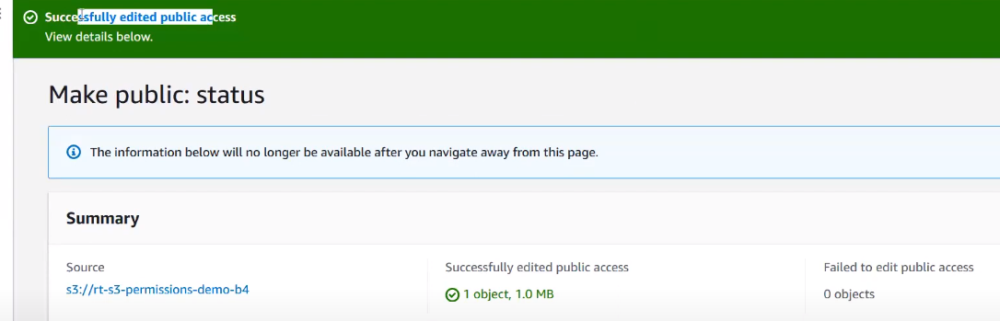 Successfully edited public access
View details below.
Make public: status
The information below will no longer be available after you navigate away from this page.
Summary
Source
s3://rt-s3-permissions-demo-b4
Successfully edited public access
1 object, 1.0 MB
Failed to edit public access
0 objects